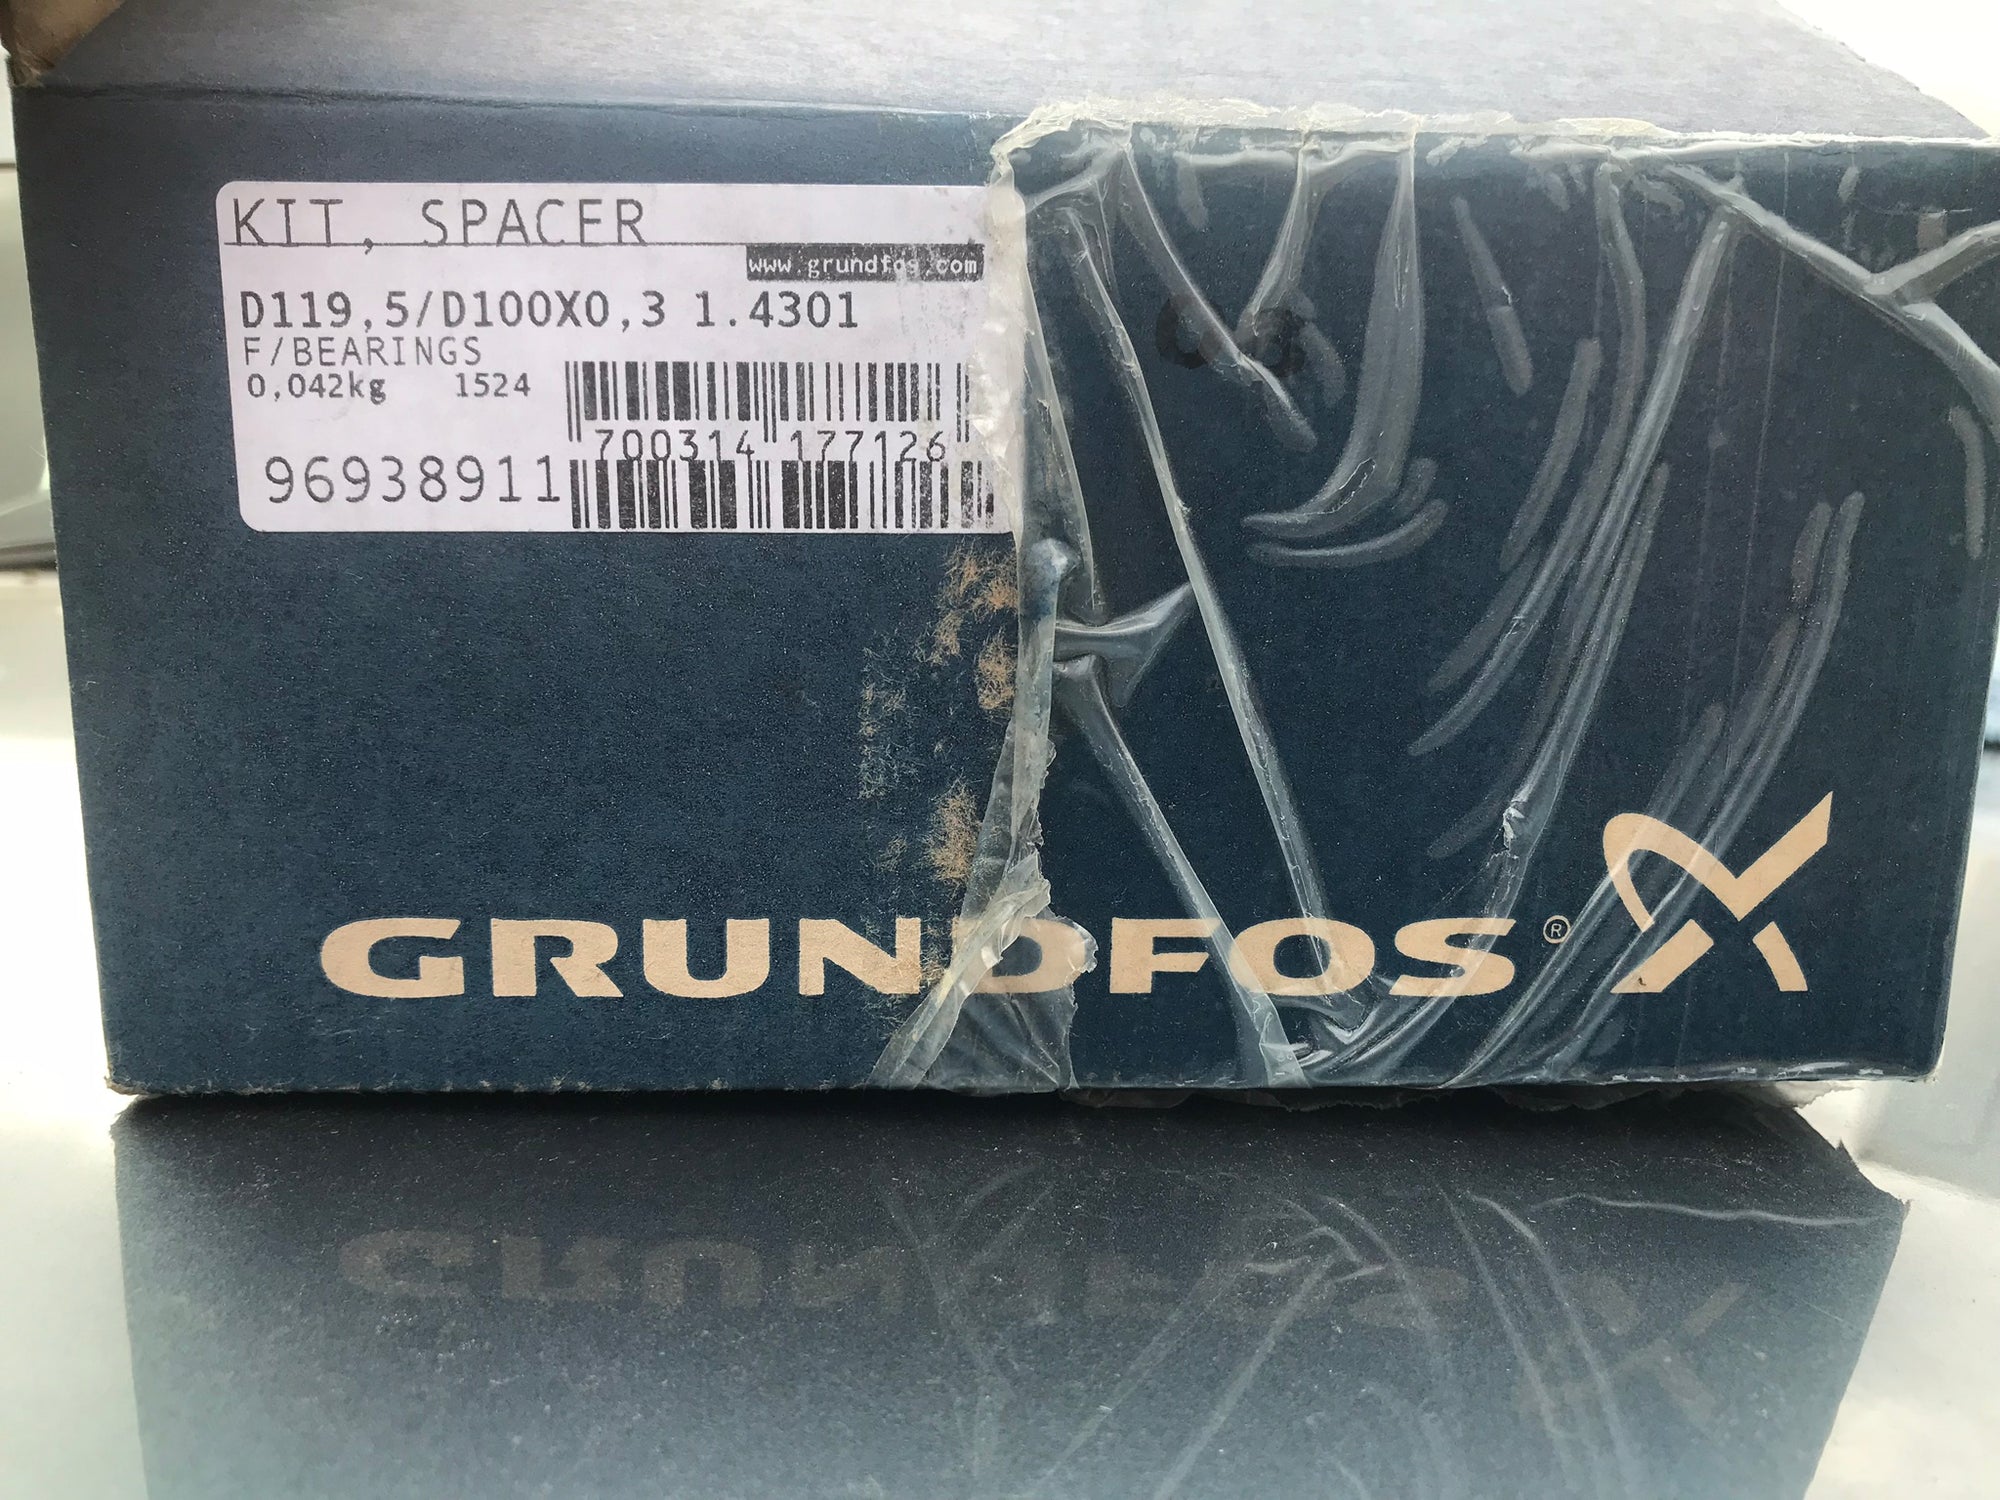 KIT, SPACER
www.grundfos.com
D119,5/D100X0,3 1.4301
F/BEARINGS
0,042kg 1524
700314 177126
96938911
GRUNDFOS®